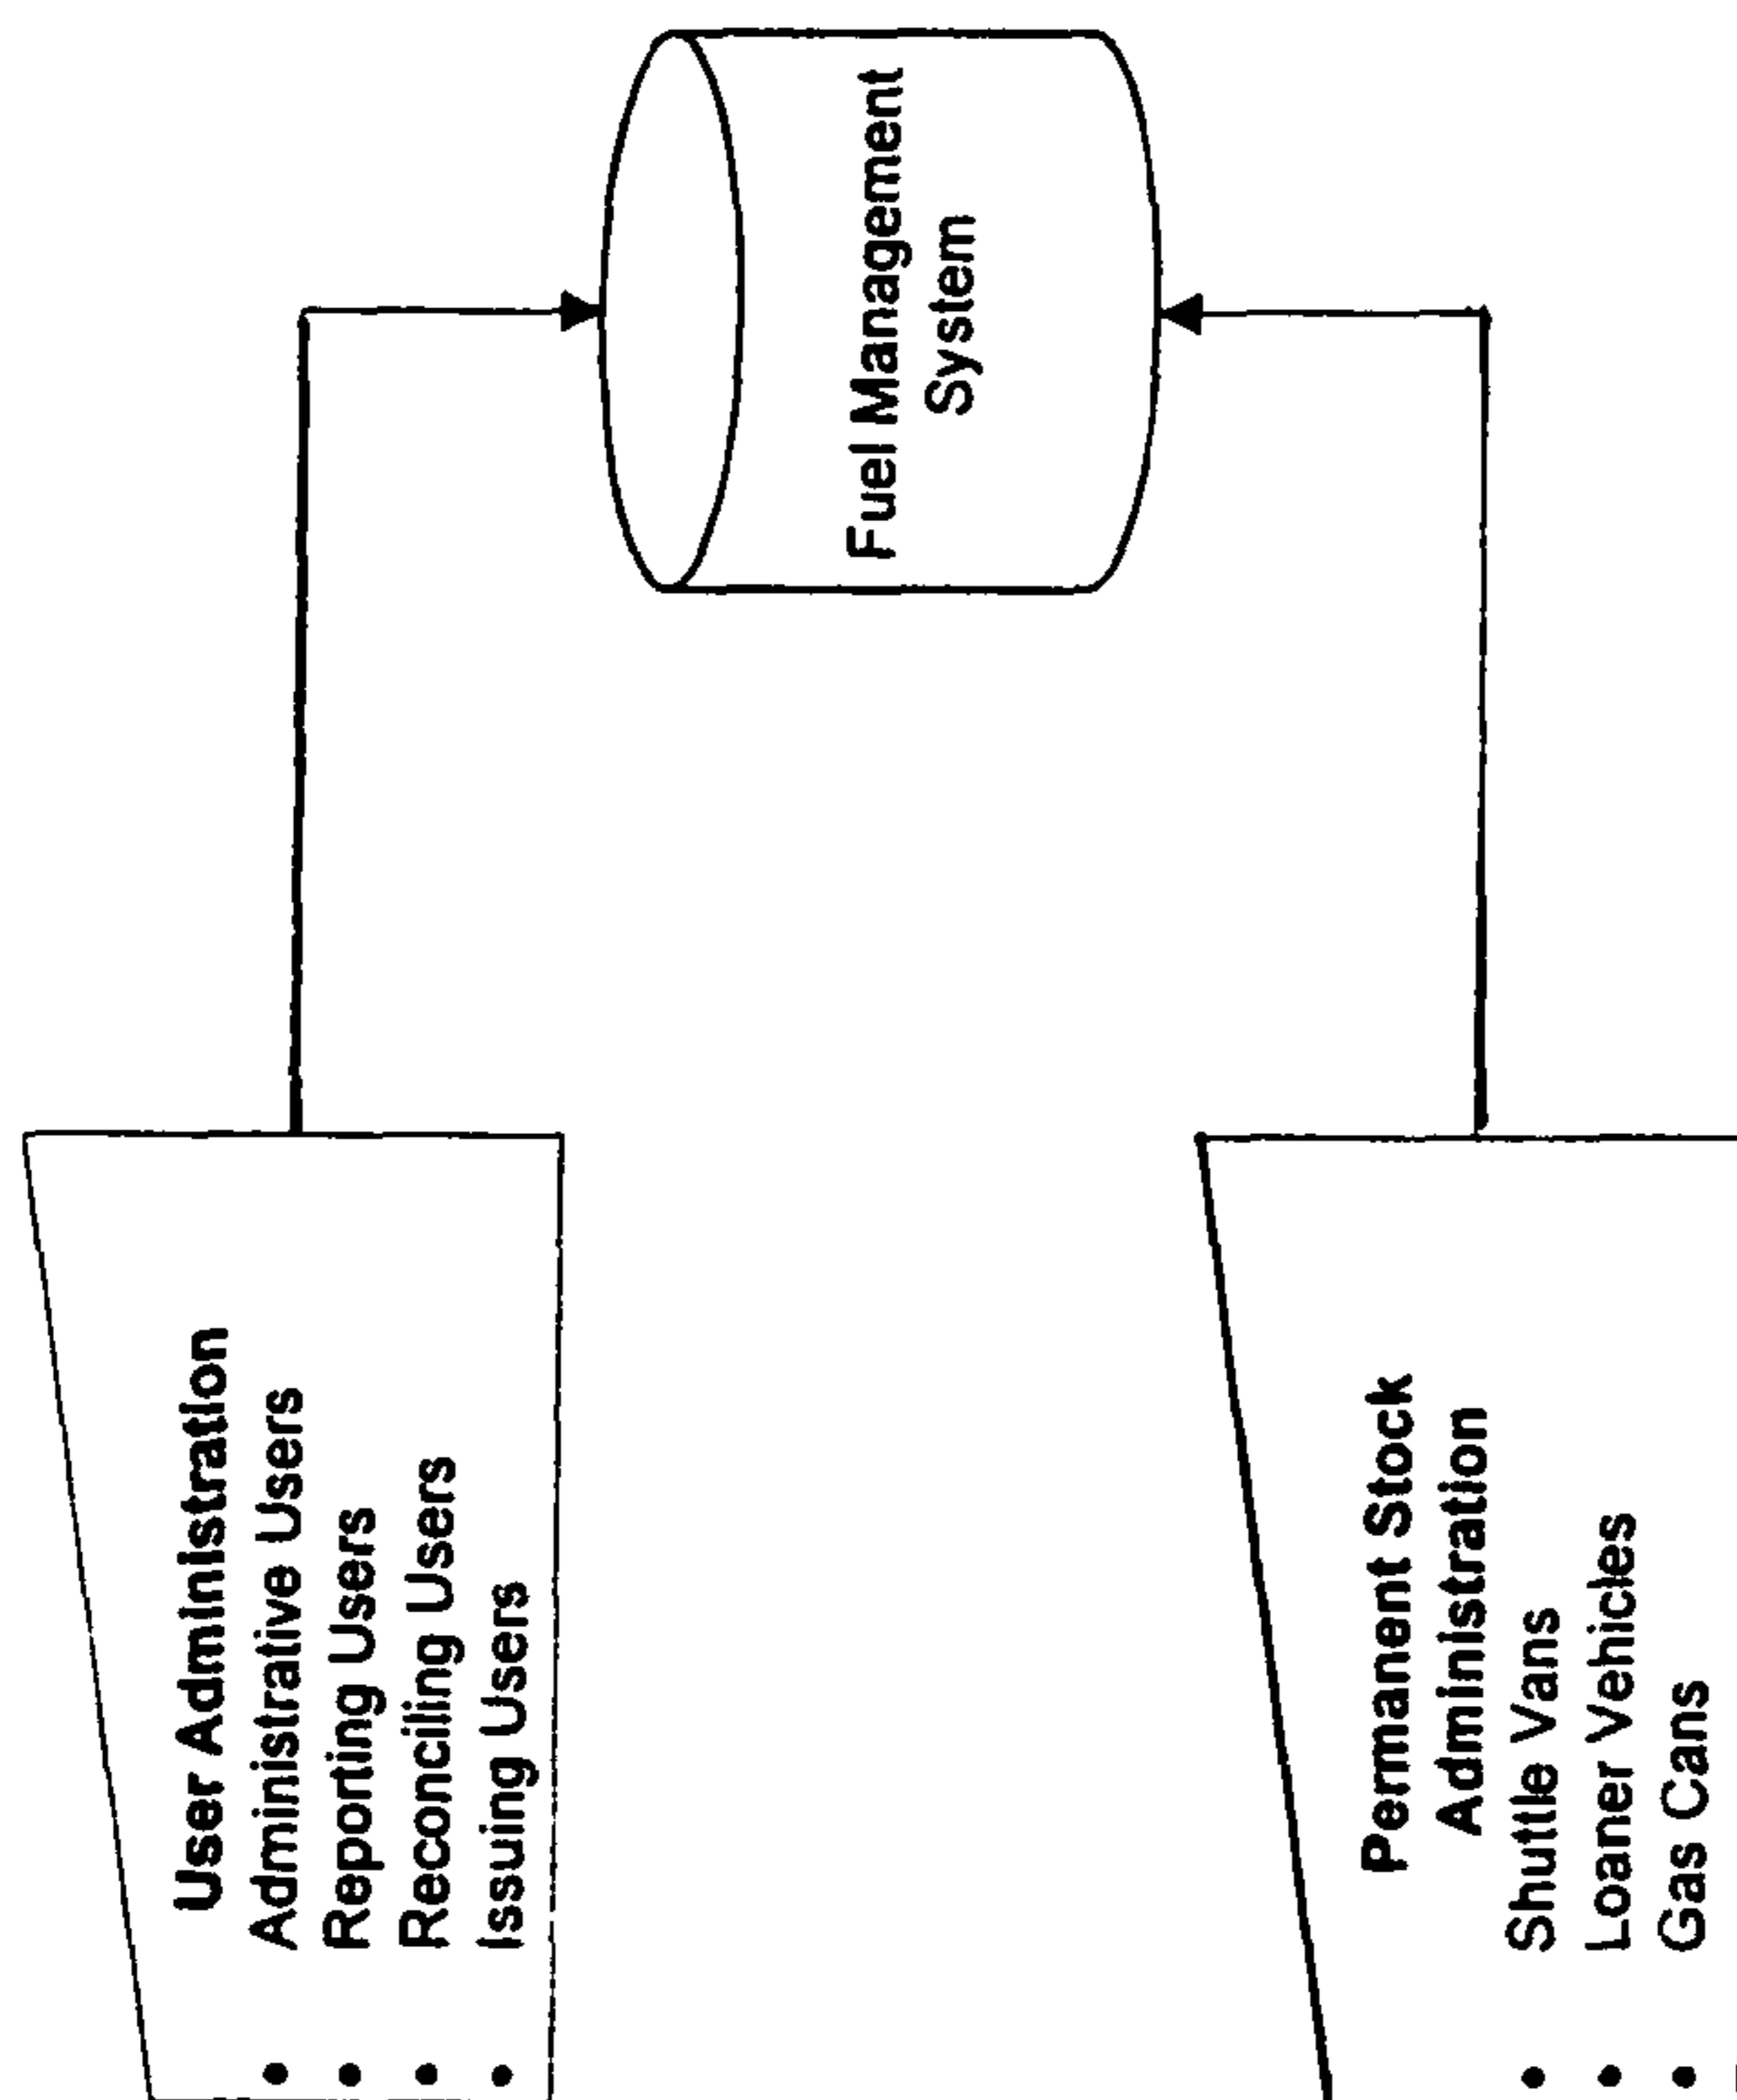 User Administration
• Administrative Users
• Reporting Users
• Reconciling Users
• Issuing Users
Permanent Stock
Administration
• Shuttle Vans
• Loaner Vehicles
• Gas Cans
Fuel Management
System